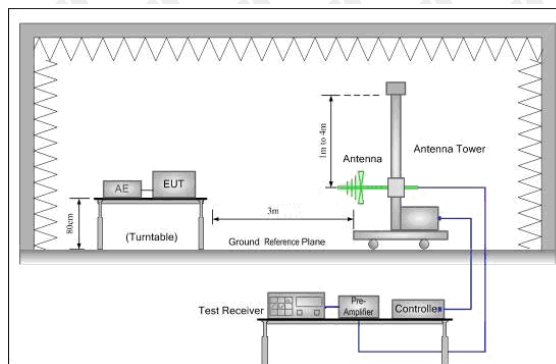 1m to 4m
Antenna
Antenna Tower
AE
EUT
80cm
(Turntable)
3m
Ground Reference Plane
Test Receiver
Pre-
Amplifier
Controller